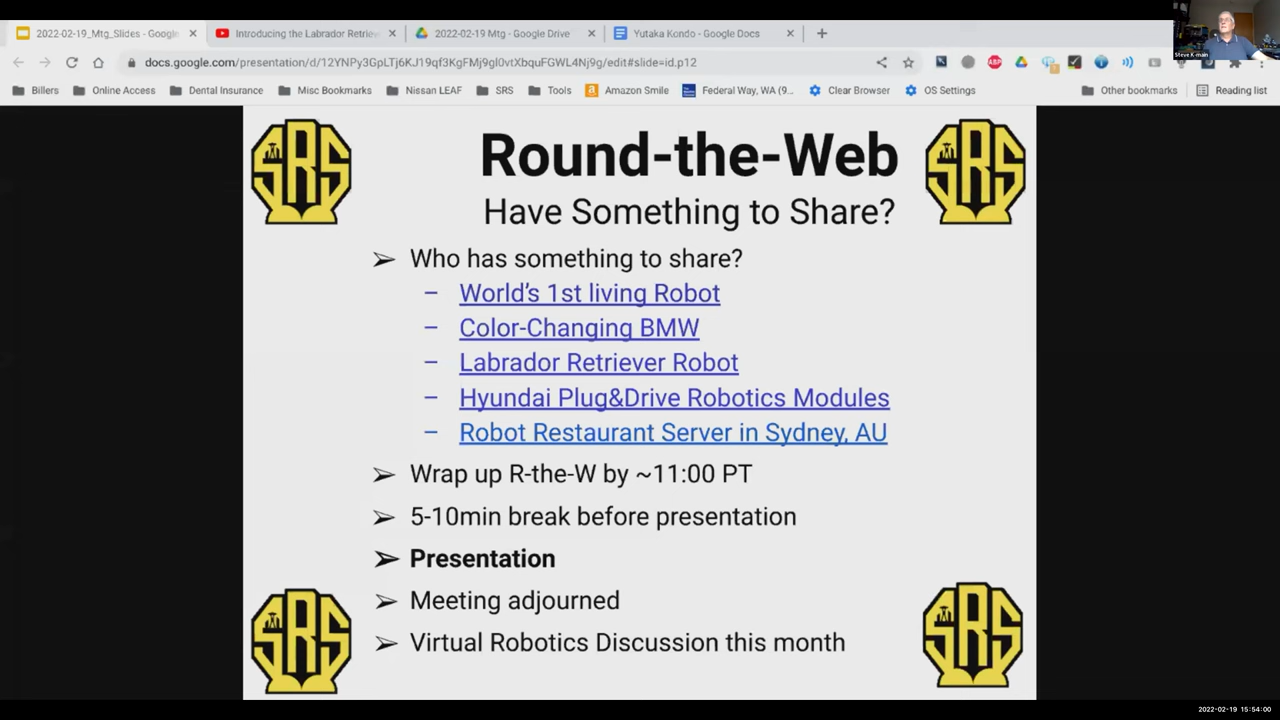 2022-02-19_Mtg_Slides - Google
Introducing the Labrador Retriev
2022-02-19 Mtg - Google Drive
Yutaka Kondo - Google Docs
Steve K-main
docs.google.com/presentation/d/12YNPy3GpLTj6KJ19qf3KgFMj9gl0vtXbquFGWL4Nj9g/edit#slide=id.p12
ABP
Billers
Online Access
Dental Insurance
Misc Bookmarks
Nissan LEAF
SRS
Tools
Amazon Smile
Federal Way, WA (9...
Clear Browser
OS Settings
Other bookmarks
Reading list
SRS
SRS
Round-the-Web
Have Something to Share?
➢ Who has something to share?
– World's 1st living Robot
– Color-Changing BMW
– Labrador Retriever Robot
– Hyundai Plug&Drive Robotics Modules
– Robot Restaurant Server in Sydney, AU
➢ Wrap up R-the-W by ~11:00 PT
➢ 5-10min break before presentation
➢ Presentation
➢ Meeting adjourned
➢ Virtual Robotics Discussion this month
SRS
SRS
2022-02-19 15:54:00